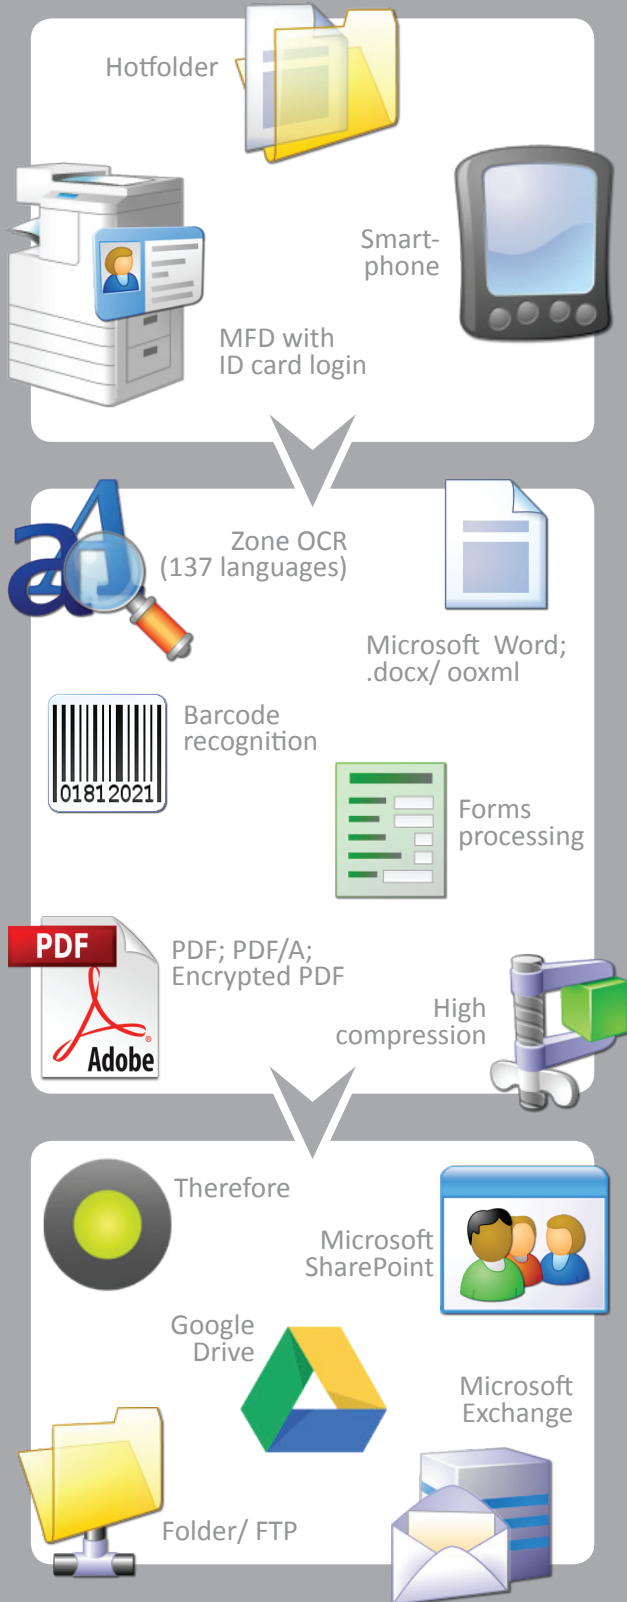 Hotfolder
Smart-
phone
MFD with
ID card login
Zone OCR
(137 languages)
Microsoft Word;
.docx/ ooxml
Barcode
recognition
01812021
Forms
processing
PDF
Adobe
PDF; PDF/A;
Encrypted PDF
High
compression
Therefore
Microsoft
SharePoint
Google
Drive
Microsoft
Exchange
Folder/ FTP